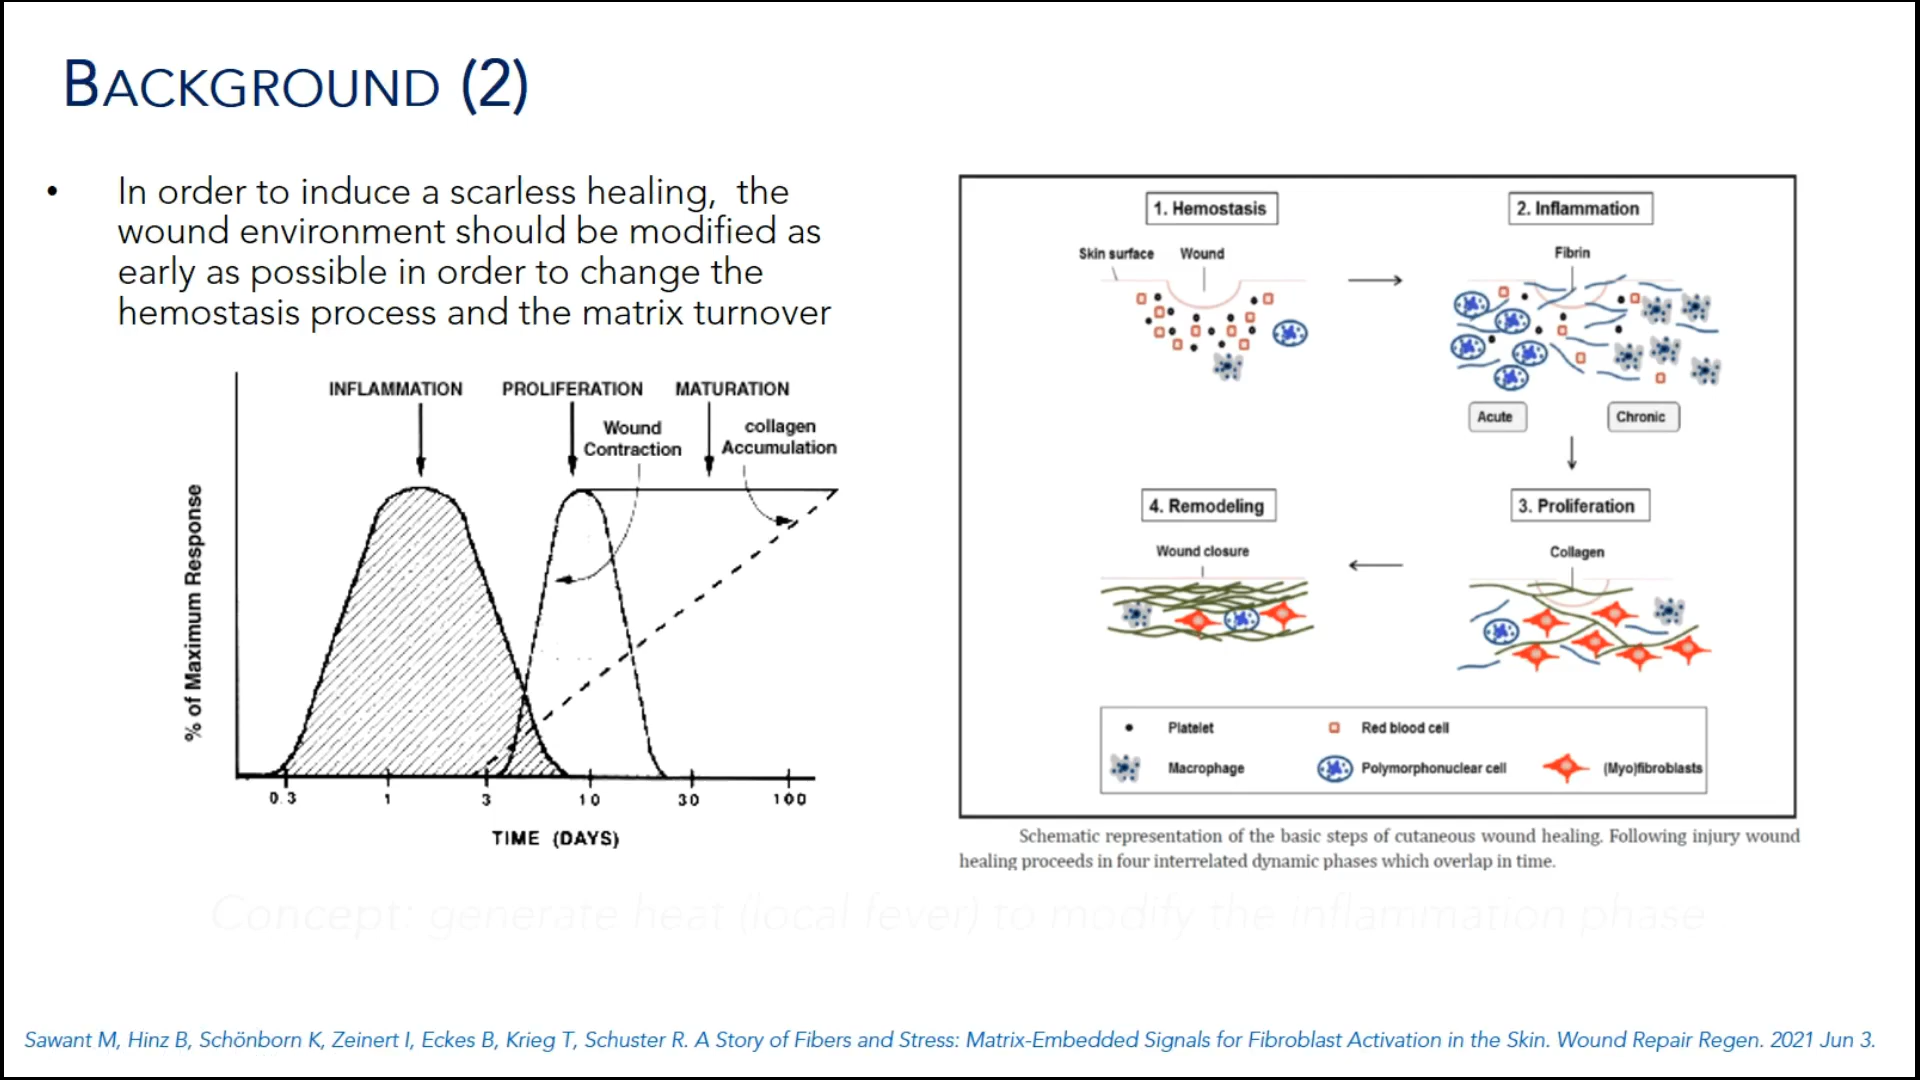 BACKGROUND (2)
• In order to induce a scarless healing, the
wound environment should be modified as
early as possible in order to change the
hemostasis process and the matrix turnover
INFLAMMATION PROLIFERATION MATURATION
Wound
Contraction
collagen
Accumulation
% of Maximum Response
0.3 1 3 10 30 100
TIME (DAYS)
1. Hemostasis
Skin surface Wound
2. Inflammation
Fibrin
Acute Chronic
4. Remodeling
Wound closure
3. Proliferation
Collagen
Platelet Red blood cell
Macrophage Polymorphonuclear cell (Myo)fibroblasts
Schematic representation of the basic steps of cutaneous wound healing. Following injury wound
healing proceeds in four interrelated dynamic phases which overlap in time.
Concept: generate heat (local fever) to modify the inflammation phase
Sawant M, Hinz B, Schönborn K, Zeinert I, Eckes B, Krieg T, Schuster R. A Story of Fibers and Stress: Matrix-Embedded Signals for Fibroblast Activation in the Skin. Wound Repair Regen. 2021 Jun 3.